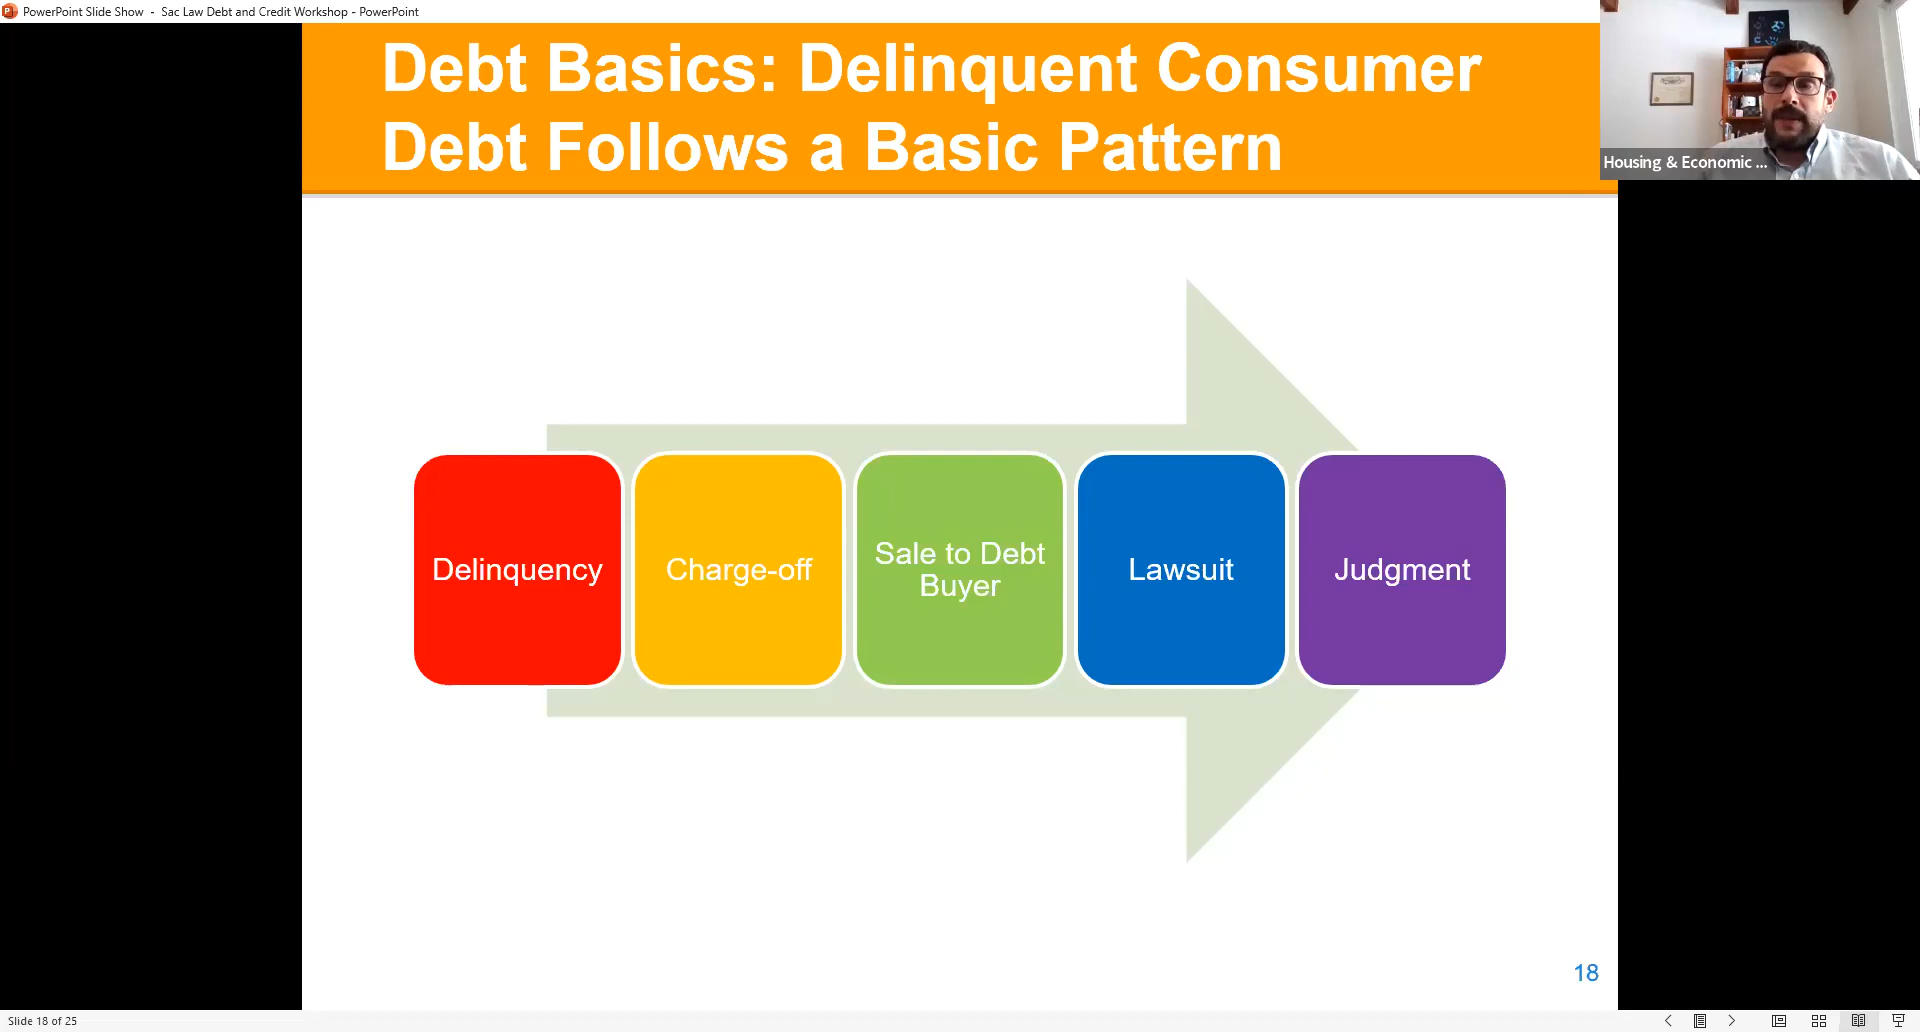 PowerPoint Slide Show - Sac Law Debt and Credit Workshop - PowerPoint
Debt Basics: Delinquent Consumer
Debt Follows a Basic Pattern
Housing & Economic ...
Delinquency
Charge-off
Sale to Debt
Buyer
Lawsuit
Judgment
18
Slide 18 of 25